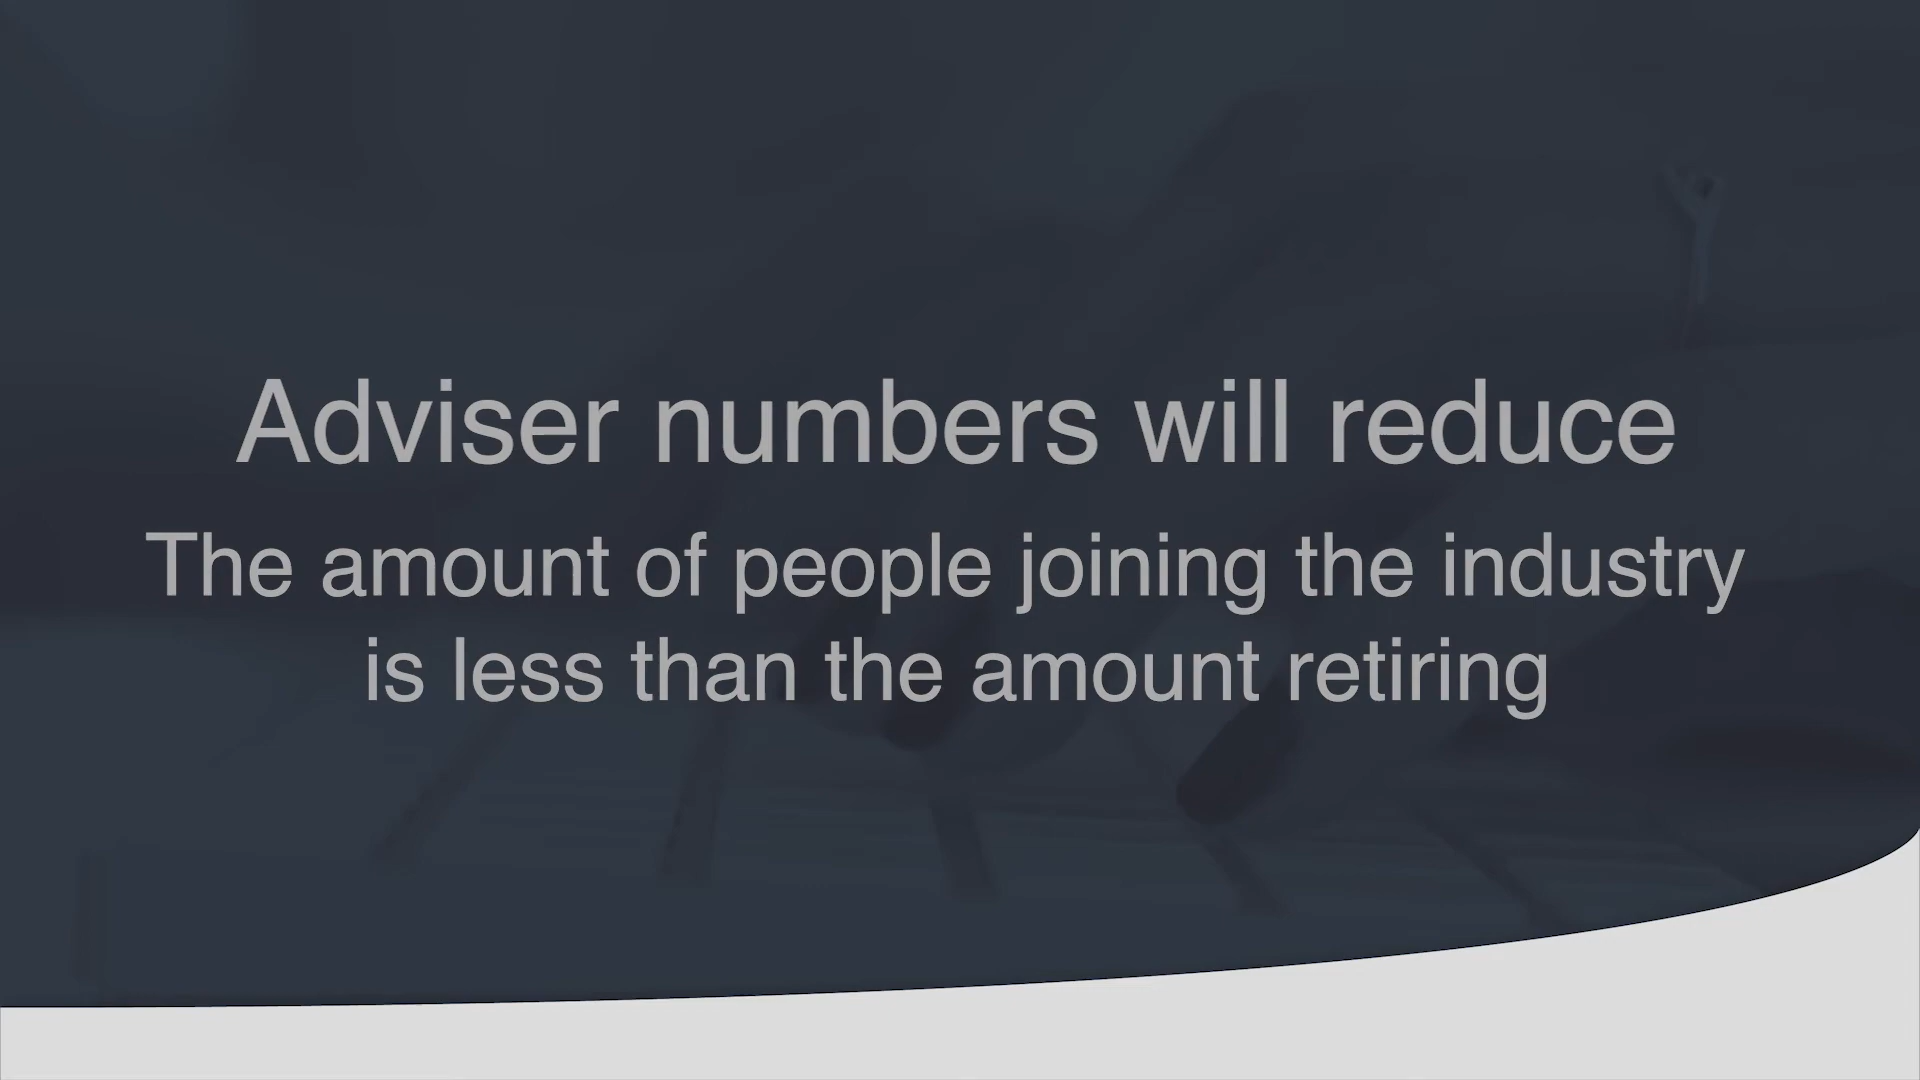 Adviser numbers will reduce
The amount of people joining the industry
is less than the amount retiring